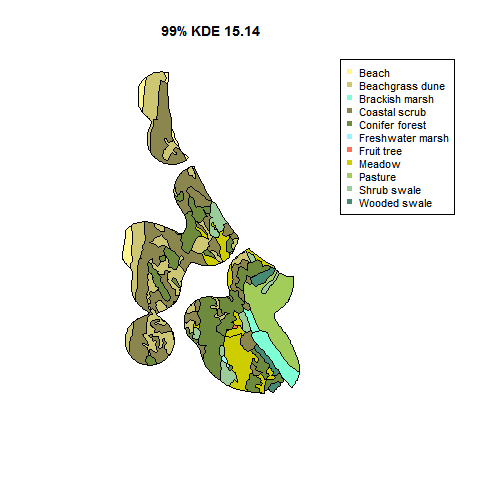 99% KDE 15.14
Beach
Beachgrass dune
Brackish marsh
Coastal scrub
Conifer forest
Freshwater marsh
Fruit tree
Meadow
Pasture
Shrub swale
Wooded swale